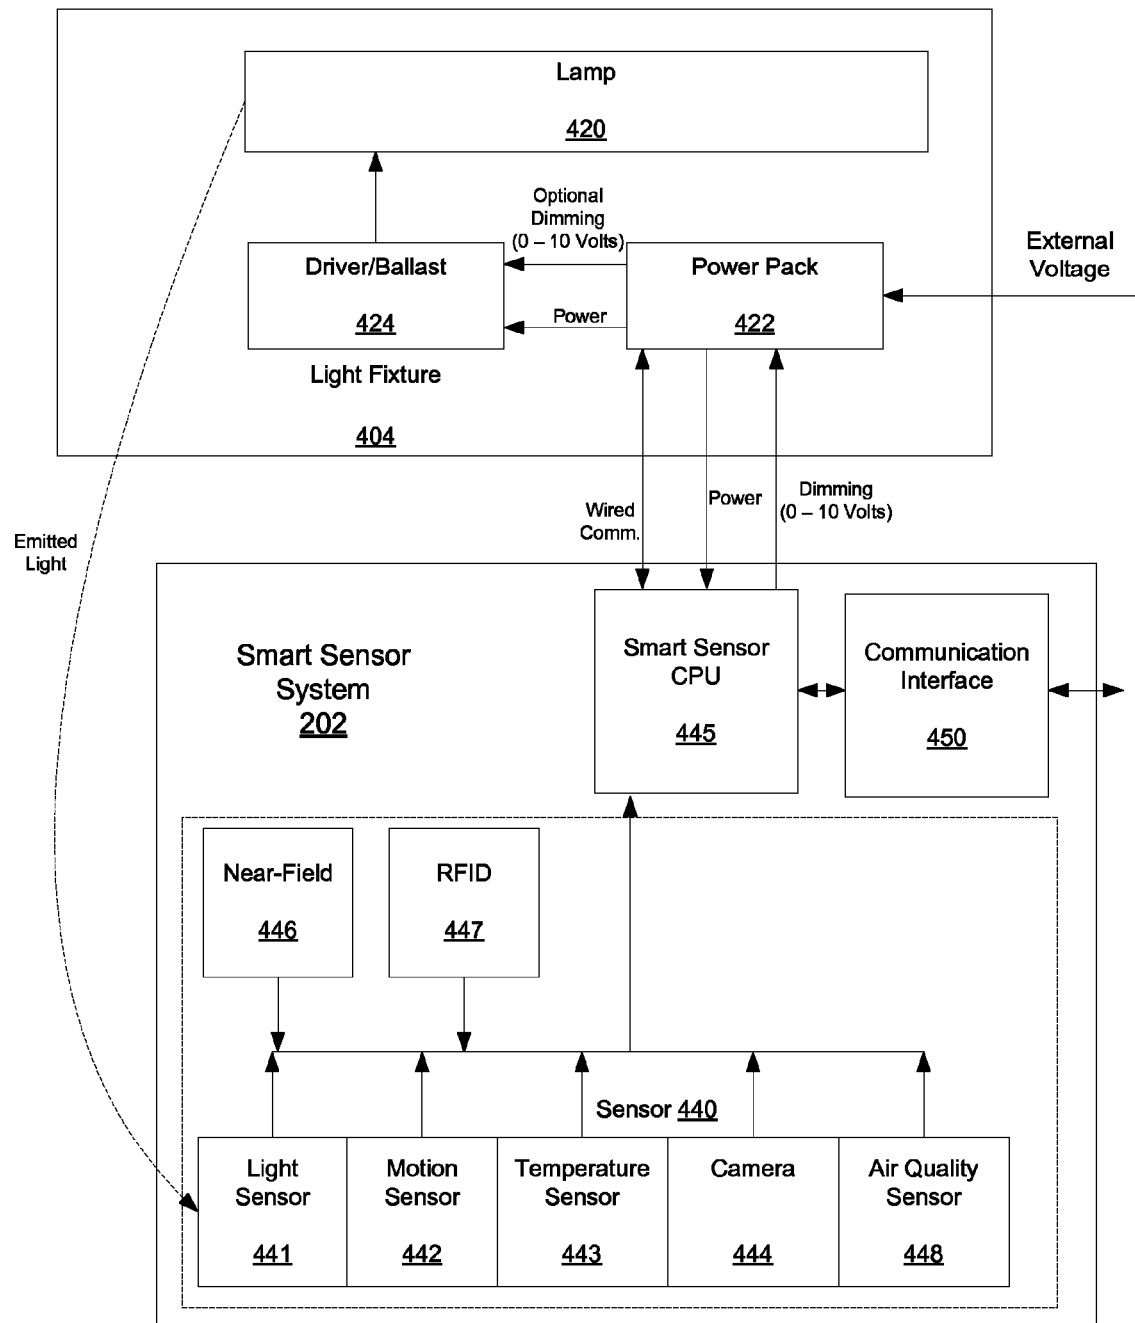 Lamp
420
Optional
Dimming
(0 – 10 Volts)
External
Voltage
Driver/Ballast
424
Power
Power Pack
422
Light Fixture
404
Wired
Comm.
Power
Dimming
(0 – 10 Volts)
Emitted
Light
Smart Sensor
System
202
Smart Sensor
CPU
445
Communication
Interface
450
Near-Field
446
RFID
447
Sensor 440
Light
Sensor
441
Motion
Sensor
442
Temperature
Sensor
443
Camera
444
Air Quality
Sensor
448